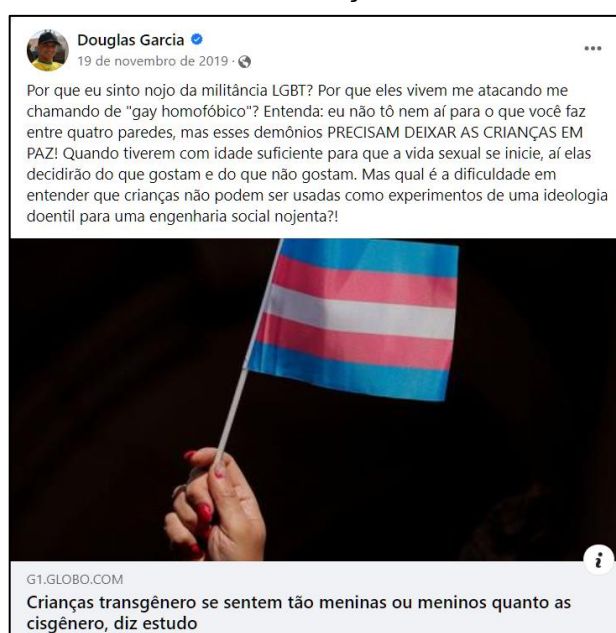 Douglas Garcia
19 de novembro de 2019 ·
Por que eu sinto nojo da militância LGBT? Por que eles vivem me atacando me
chamando de "gay homofóbico"? Entenda: eu não tô nem aí para o que você faz
entre quatro paredes, mas esses demônios PRECISAM DEIXAR AS CRIANÇAS EM
PAZ! Quando tiverem com idade suficiente para que a vida sexual se inicie, aí elas
decidirão do que gostam e do que não gostam. Mas qual é a dificuldade em
entender que crianças não podem ser usadas como experimentos de uma ideologia
doentil para uma engenharia social nojenta?!
G1.GLOBO.COM
Crianças transgênero se sentem tão meninas ou meninos quanto as
cisgênero, diz estudo